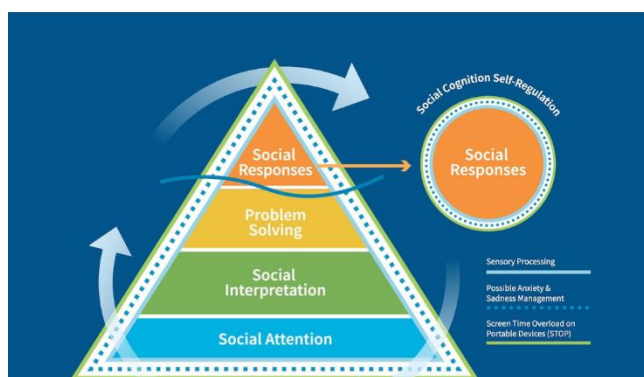 Social Cognition Self-Regulation
Social
Responses
Social
Responses
Problem
Solving
Social
Interpretation
Social Attention
Sensory Processing
Possible Anxiety &
Sadness Management
Screen Time Overload on
Portable Devices (STOP)